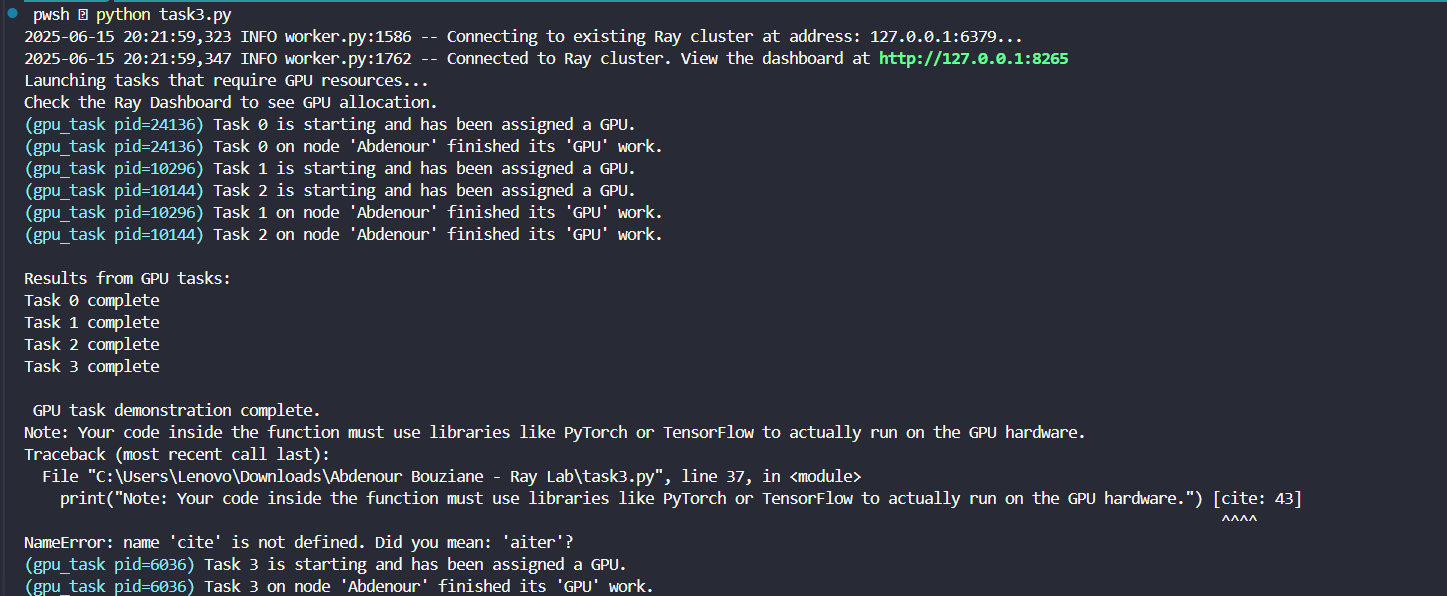 pwsh python task3.py
2025-06-15 20:21:59,323 INFO worker.py:1586 -- Connecting to existing Ray cluster at address: 127.0.0.1:6379...
2025-06-15 20:21:59,347 INFO worker.py:1762 -- Connected to Ray cluster. View the dashboard at http://127.0.0.1:8265
Launching tasks that require GPU resources...
Check the Ray Dashboard to see GPU allocation.
(gpu_task pid=24136) Task 0 is starting and has been assigned a GPU.
(gpu_task pid=24136) Task 0 on node 'Abdenour' finished its 'GPU' work.
(gpu_task pid=10296) Task 1 is starting and has been assigned a GPU.
(gpu_task pid=10144) Task 2 is starting and has been assigned a GPU.
(gpu_task pid=10296) Task 1 on node 'Abdenour' finished its 'GPU' work.
(gpu_task pid=10144) Task 2 on node 'Abdenour' finished its 'GPU' work.
Results from GPU tasks:
Task 0 complete
Task 1 complete
Task 2 complete
Task 3 complete
GPU task demonstration complete.
Note: Your code inside the function must use libraries like PyTorch or TensorFlow to actually run on the GPU hardware.
Traceback (most recent call last):
File "C:\Users\Lenovo\Downloads\Abdenour Bouziane - Ray Lab\task3.py", line 37, in <module>
print("Note: Your code inside the function must use libraries like PyTorch or TensorFlow to actually run on the GPU hardware.") [cite: 43]
^^^^
NameError: name 'cite' is not defined. Did you mean: 'aiter'?
(gpu_task pid=6036) Task 3 is starting and has been assigned a GPU.
(gpu_task pid=6036) Task 3 on node 'Abdenour' finished its 'GPU' work.